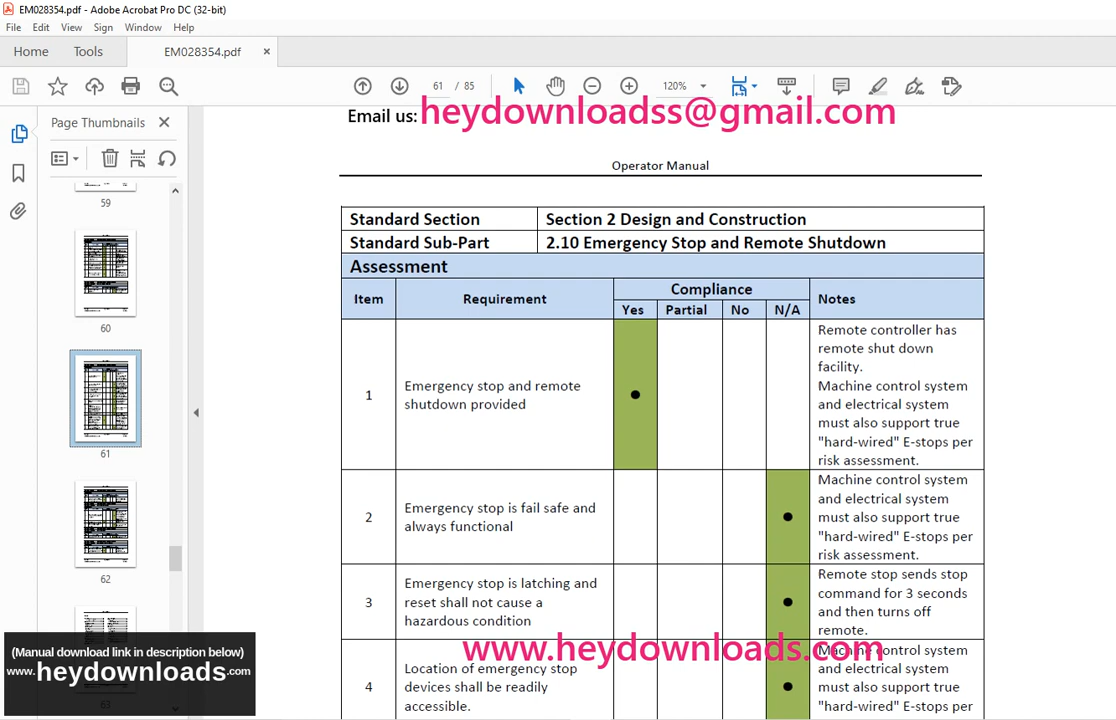 EM028354.pdf - Adobe Acrobat Pro DC (32-bit)
File Edit View Sign Window Help
Home Tools EM028354.pdf ×
61 / 85 120%
Page Thumbnails
59
60
61
62
63
Email us: heydownloadss@gmail.com
Operator Manual
Standard Section Section 2 Design and Construction
Standard Sub-Part 2.10 Emergency Stop and Remote Shutdown
Assessment
Item Requirement Compliance Notes
Yes Partial No N/A
1
Emergency stop and remote
shutdown provided
Remote controller has
remote shut down
facility.
Machine control system
and electrical system
must also support true
"hard-wired" E-stops per
risk assessment.
2
Emergency stop is fail safe and
always functional
Machine control system
and electrical system
must also support true
"hard-wired" E-stops per
risk assessment.
3
Emergency stop is latching and
reset shall not cause a
hazardous condition
Remote stop sends stop
command for 3 seconds
and then turns off
remote.
4
Location of emergency stop
devices shall be readily
accessible.
Machine control system
and electrical system
must also support true
"hard-wired" E-stops per
www.heydownloads.com
(Manual download link in description below)
www.heydownloads.com